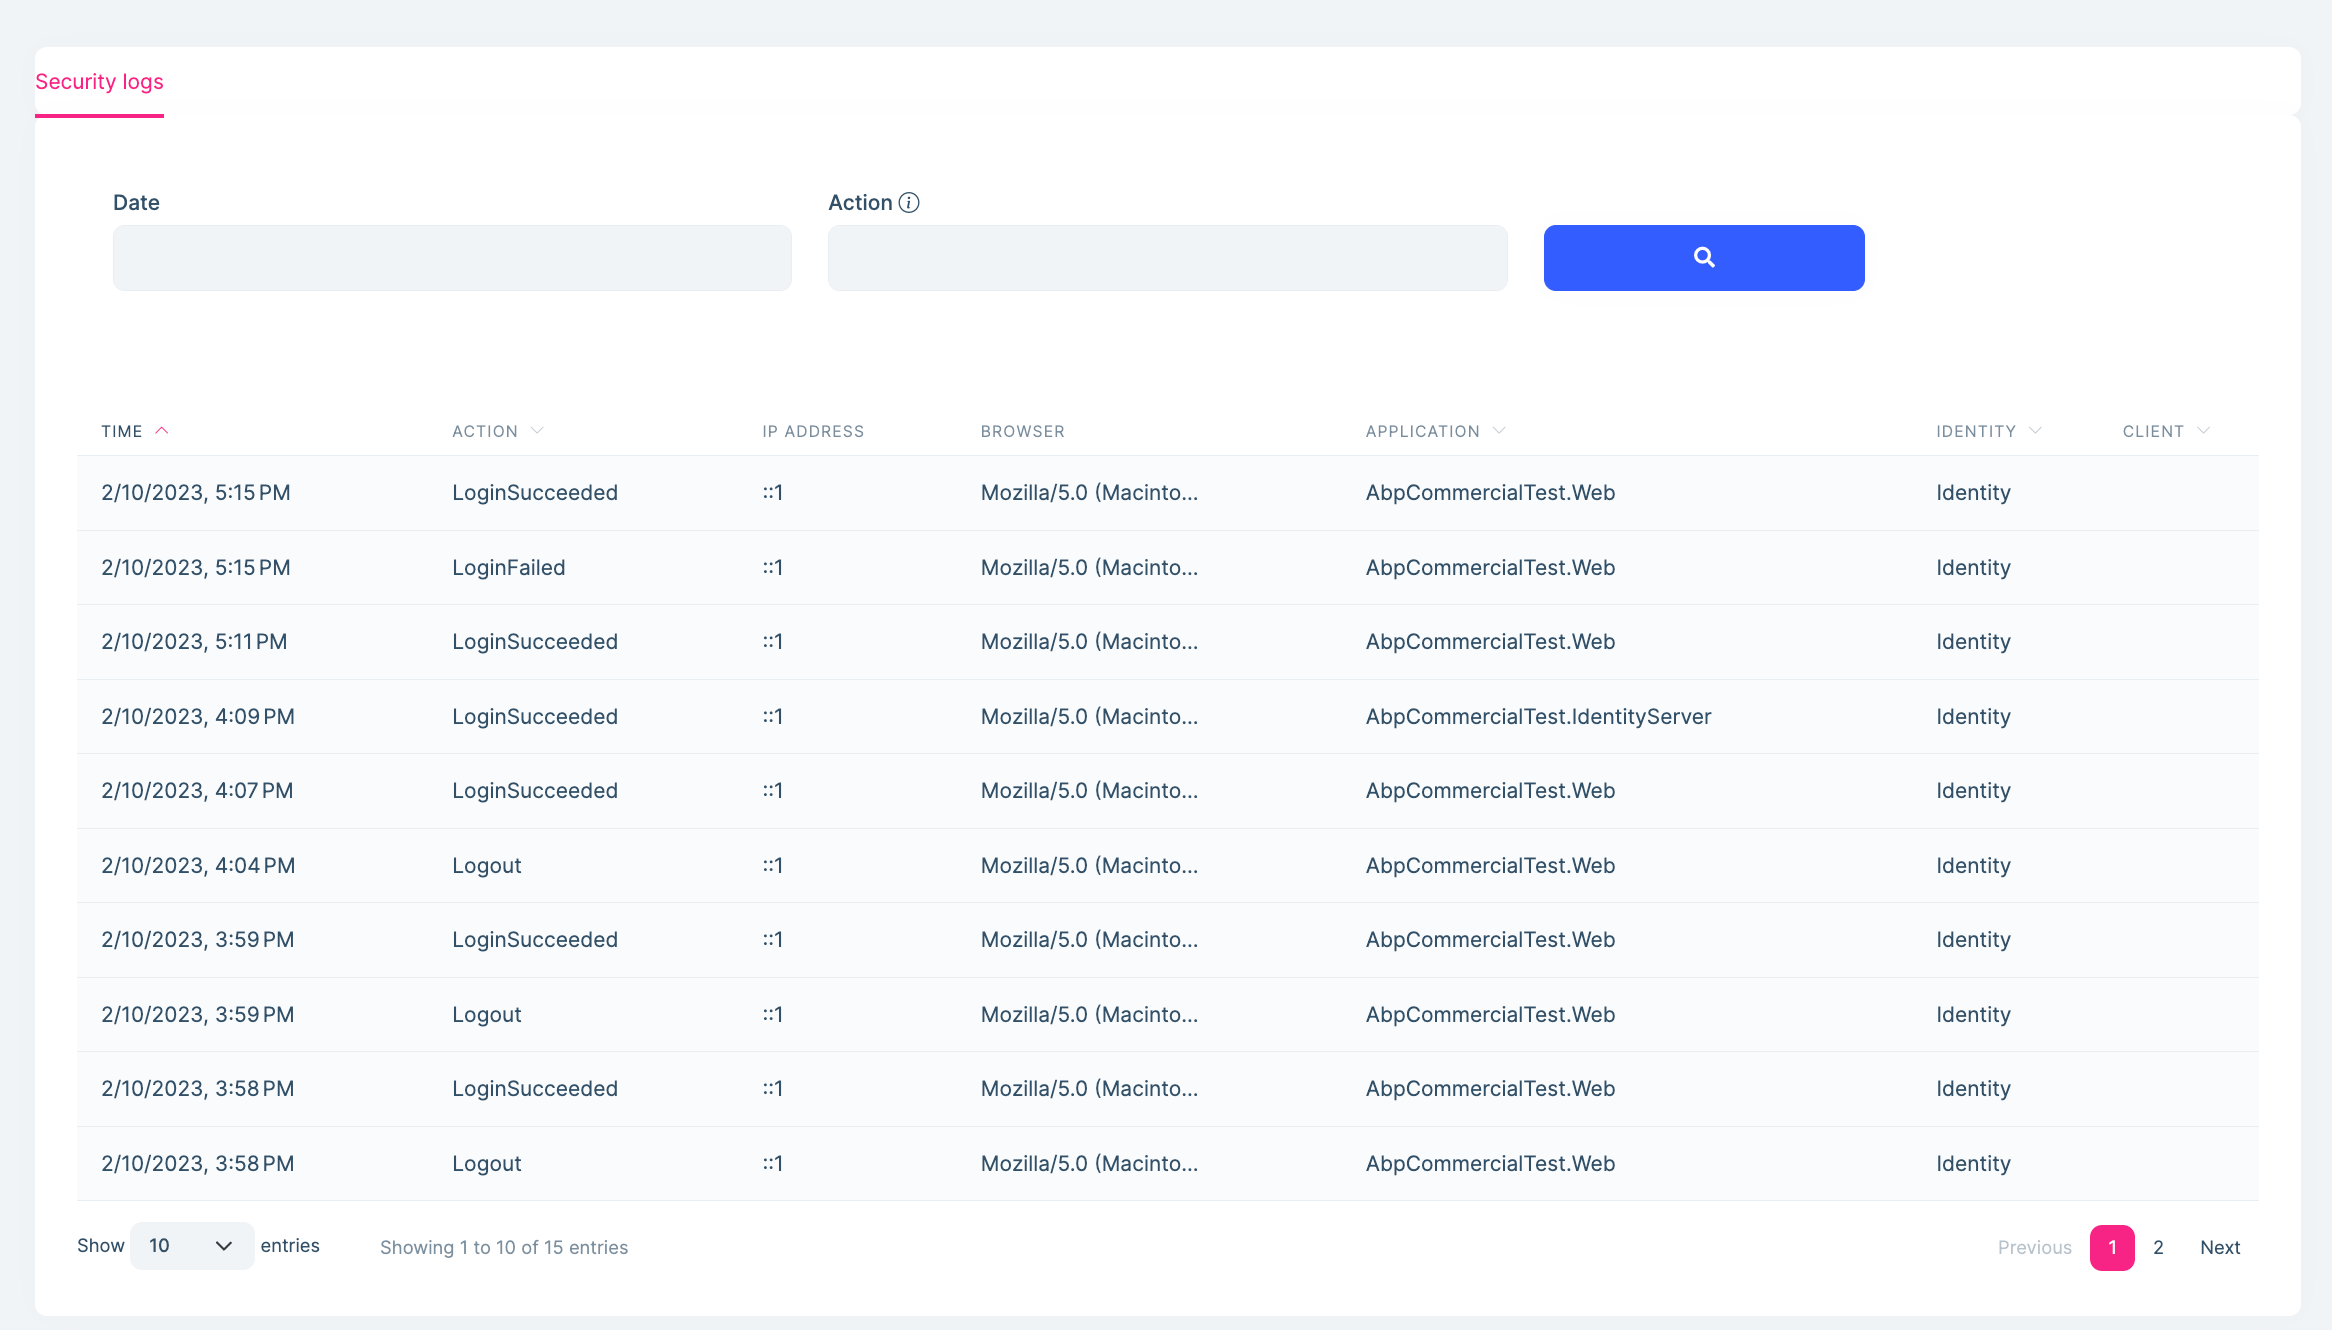 Security logs
Date
Action
TIME ACTION IP ADDRESS BROWSER APPLICATION IDENTITY CLIENT
2/10/2023, 5:15 PM LoginSucceeded ::1 Mozilla/5.0 (Macinto... AbpCommercialTest.Web Identity
2/10/2023, 5:15 PM LoginFailed ::1 Mozilla/5.0 (Macinto... AbpCommercialTest.Web Identity
2/10/2023, 5:11 PM LoginSucceeded ::1 Mozilla/5.0 (Macinto... AbpCommercialTest.Web Identity
2/10/2023, 4:09 PM LoginSucceeded ::1 Mozilla/5.0 (Macinto... AbpCommercialTest.IdentityServer Identity
2/10/2023, 4:07 PM LoginSucceeded ::1 Mozilla/5.0 (Macinto... AbpCommercialTest.Web Identity
2/10/2023, 4:04 PM Logout ::1 Mozilla/5.0 (Macinto... AbpCommercialTest.Web Identity
2/10/2023, 3:59 PM LoginSucceeded ::1 Mozilla/5.0 (Macinto... AbpCommercialTest.Web Identity
2/10/2023, 3:59 PM Logout ::1 Mozilla/5.0 (Macinto... AbpCommercialTest.Web Identity
2/10/2023, 3:58 PM LoginSucceeded ::1 Mozilla/5.0 (Macinto... AbpCommercialTest.Web Identity
2/10/2023, 3:58 PM Logout ::1 Mozilla/5.0 (Macinto... AbpCommercialTest.Web Identity
Show 10 entries Showing 1 to 10 of 15 entries Previous 1 2 Next